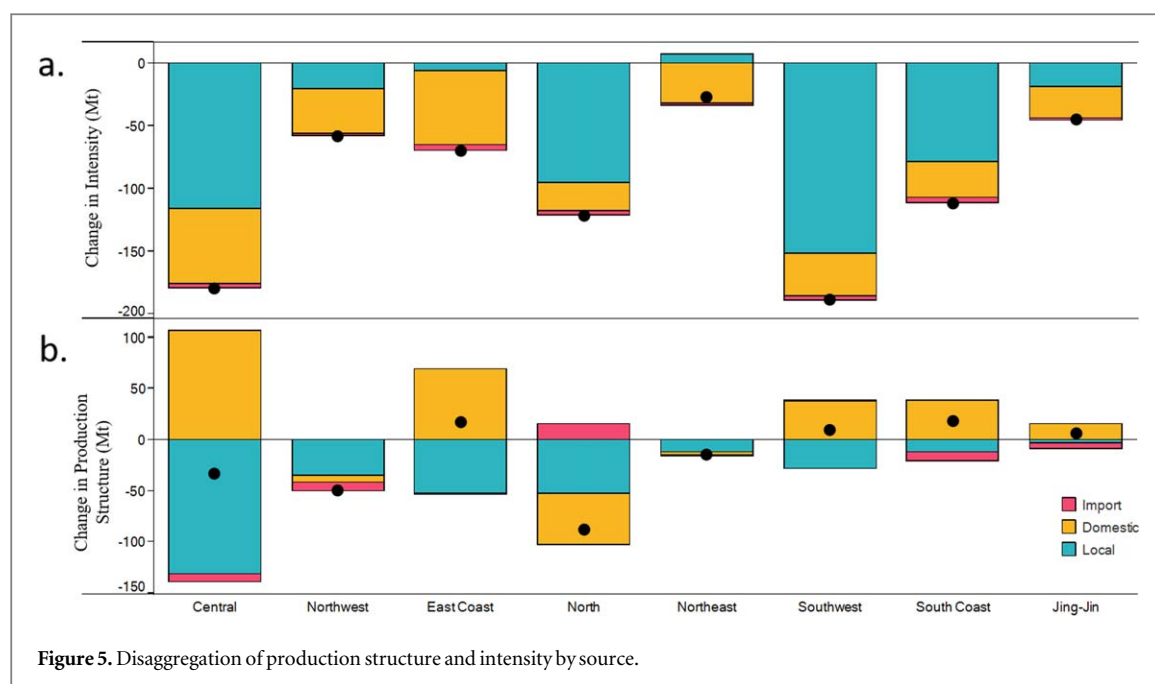 a.
Change in Intensity (Mt)
0
-50
-100
-150
-200
b.
Change in Production
Structure (Mt)
100
50
0
-50
-100
-150
Import
Domestic
Local
Central Northwest East Coast North Northeast Southwest South Coast Jing-Jin
Figure 5. Disaggregation of production structure and intensity by source.